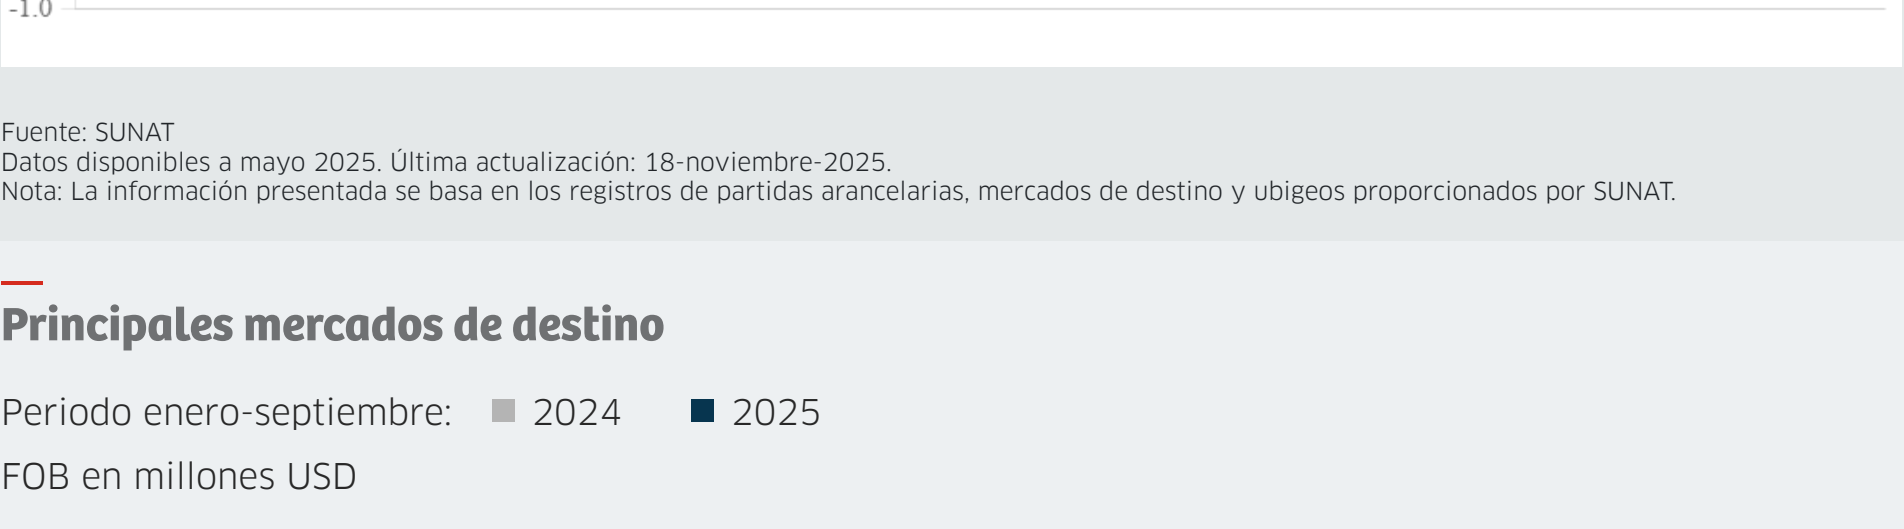 -1.0
Fuente: SUNAT
Datos disponibles a mayo 2025. Última actualización: 18-noviembre-2025.
Nota: La información presentada se basa en los registros de partidas arancelarias, mercados de destino y ubigeos proporcionados por SUNAT.
Principales mercados de destino
Periodo enero-septiembre: 2024 2025
FOB en millones USD